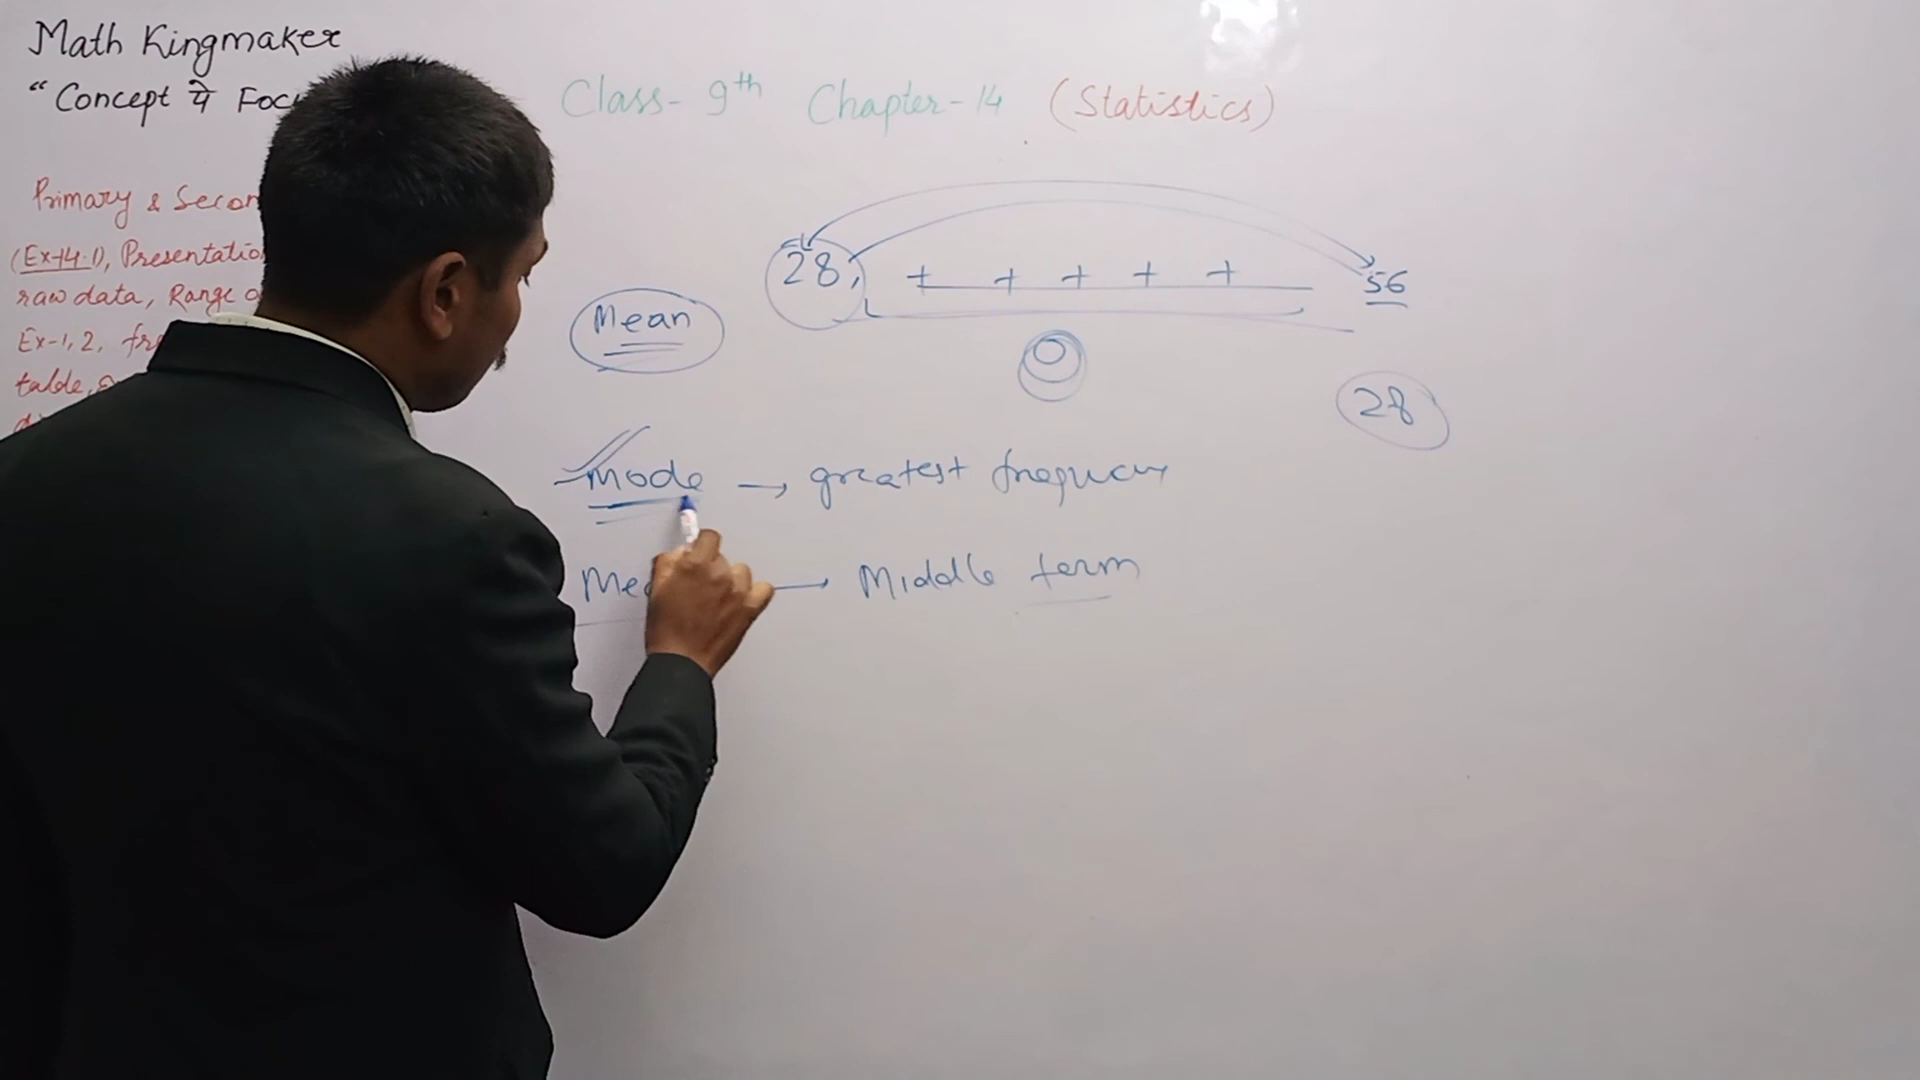 Math Kingmaker
"Concept पे Foc
Class- 9th Chapter-14 (Statistics)
Primary & Secon
(Ex-14.1), Presentatio
raw data, Range o
Ex-1, 2, fre
table,
28, + + + + + 56
Mean
28
Mode → greatest frequency
Me → Middle term